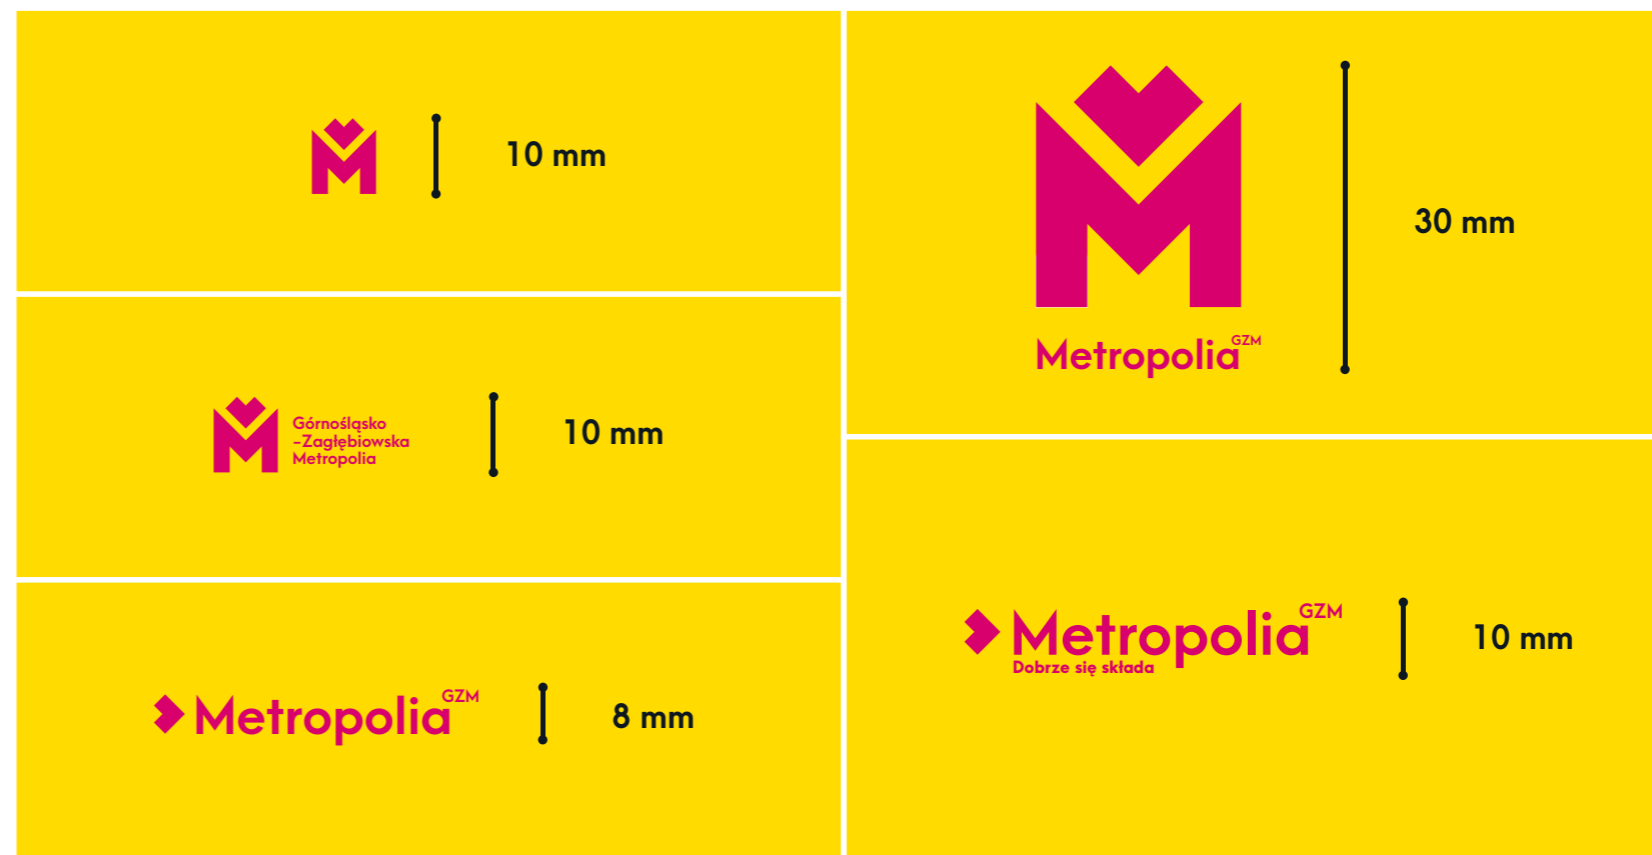 10 mm
Górnośląsko
-Zagłębiowska
Metropolia
10 mm
Metropolia GZM
8 mm
30 mm
Metropolia GZM
Metropolia GZM
Dobrze się składa
10 mm